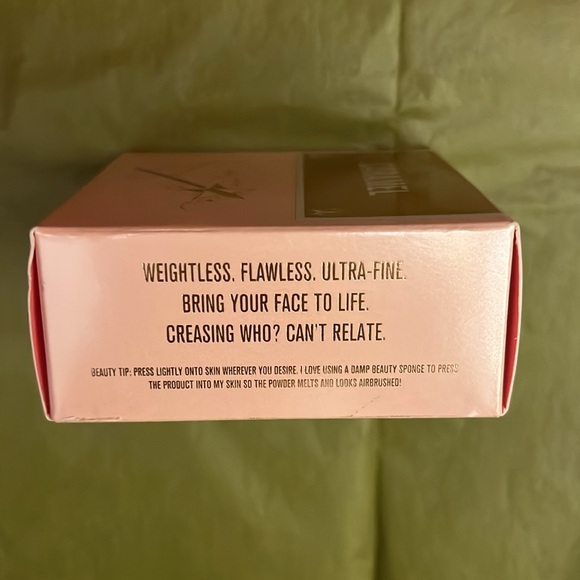 WEIGHTLESS. FLAWLESS. ULTRA-FINE.
BRING YOUR FACE TO LIFE.
CREASING WHO? CAN'T RELATE.
BEAUTY TIP: PRESS LIGHTLY ONTO SKIN WHEREVER YOU DESIRE. I LOVE USING A DAMP BEAUTY SPONGE TO PRESS
THE PRODUCT INTO MY SKIN SO THE POWDER MELTS AND LOOKS AIRBRUSHED!